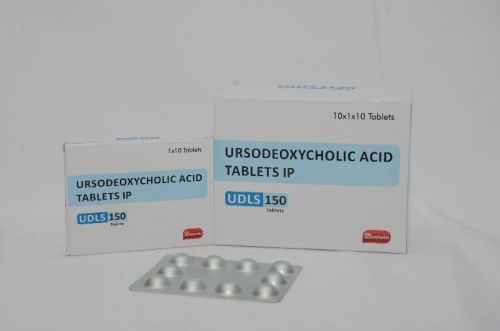 1x10 Tablets
URSODEOXYCHOLIC ACID
TABLETS IP
UDLS 150
Tablets
10x1x10 Tablets
URSODEOXYCHOLIC ACID
TABLETS IP
UDLS 150
Tablets